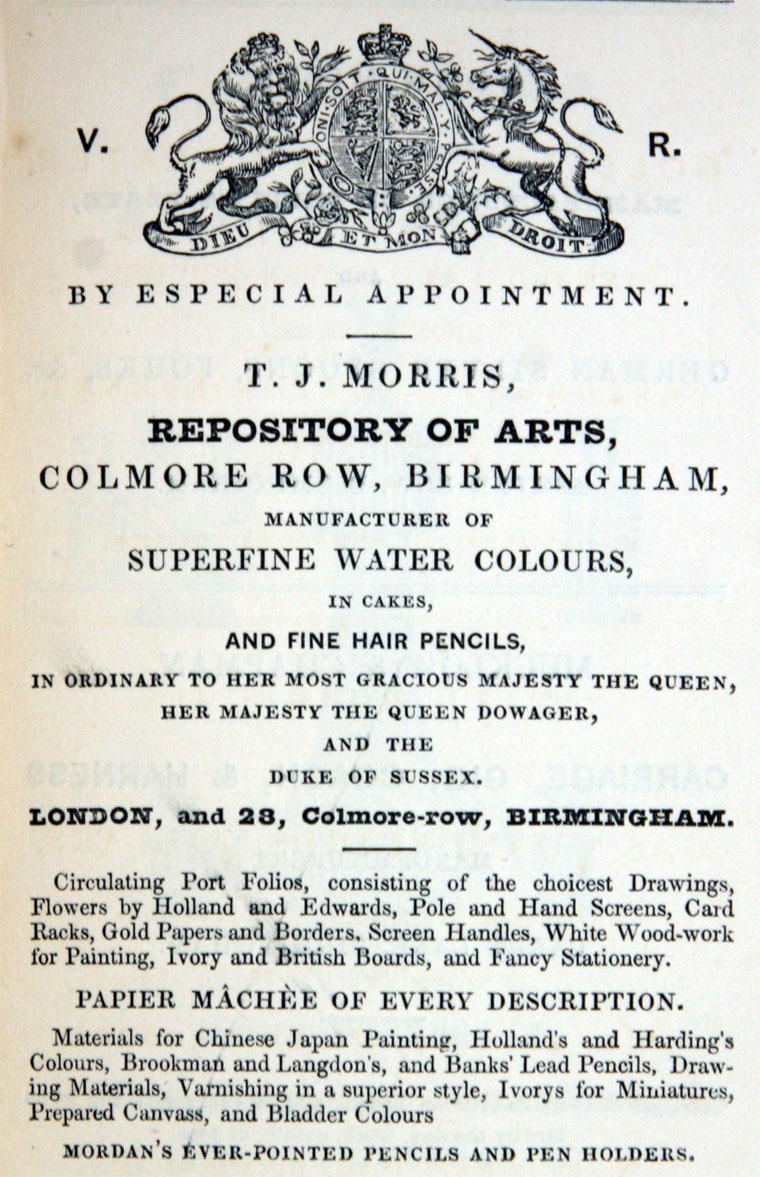 V. R.
HONI·SOIT·QUI·MAL·Y·PENSE
DIEU ET MON DROIT.
BY ESPECIAL APPOINTMENT.
T. J. MORRIS,
REPOSITORY OF ARTS,
COLMORE ROW, BIRMINGHAM,
MANUFACTURER OF
SUPERFINE WATER COLOURS,
IN CAKES,
AND FINE HAIR PENCILS,
IN ORDINARY TO HER MOST GRACIOUS MAJESTY THE QUEEN,
HER MAJESTY THE QUEEN DOWAGER,
AND THE
DUKE OF SUSSEX.
LONDON, and 28, Colmore-row, BIRMINGHAM.
Circulating Port Folios, consisting of the choicest Drawings,
Flowers by Holland and Edwards, Pole and Hand Screens, Card
Racks, Gold Papers and Borders, Screen Handles, White Wood-work
for Painting, Ivory and British Boards, and Fancy Stationery.
PAPIER MÂCHÈE OF EVERY DESCRIPTION.
Materials for Chinese Japan Painting, Holland's and Harding's
Colours, Brookman and Langdon's, and Banks' Lead Pencils, Draw-
ing Materials, Varnishing in a superior style, Ivorys for Miniatures,
Prepared Canvass, and Bladder Colours
MORDAN'S EVER-POINTED PENCILS AND PEN HOLDERS.